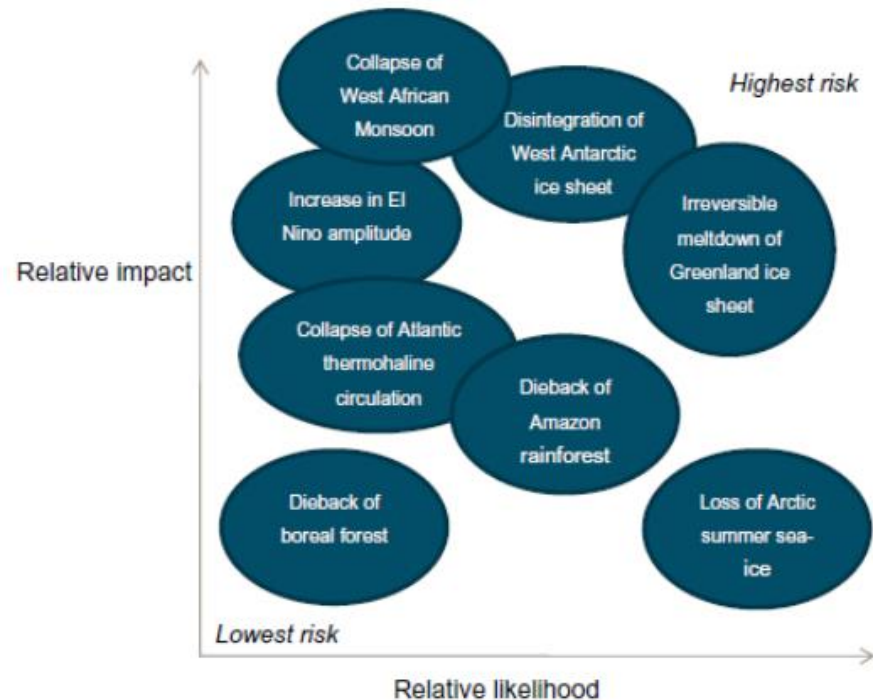 Collapse of
West African
Monsoon
Highest risk
Disintegration of
West Antarctic
ice sheet
Increase in El
Nino amplitude
Irreversible
meltdown of
Greenland ice
sheet
Relative impact
Collapse of Atlantic
thermohaline
circulation
Dieback of
Amazon
rainforest
Dieback of
boreal forest
Loss of Arctic
summer sea-
ice
Lowest risk
Relative likelihood